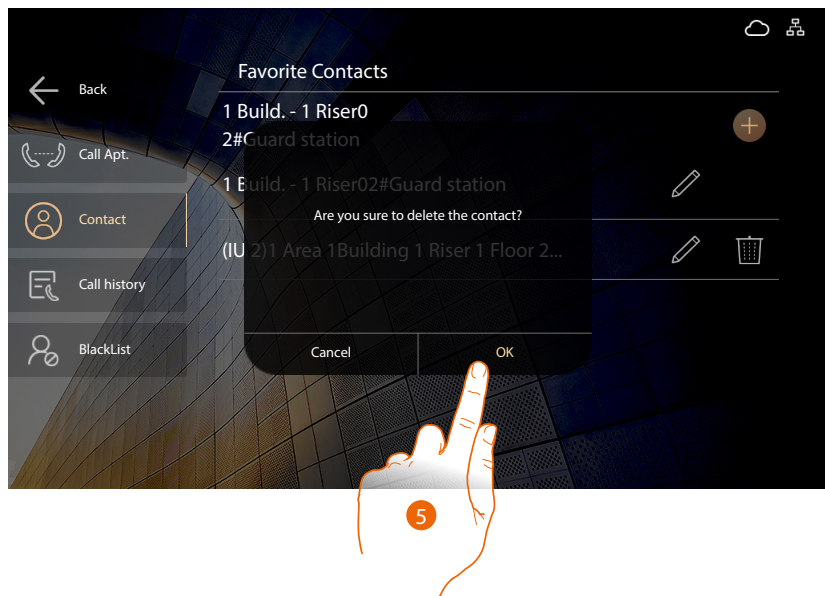 Favorite Contacts
Back
1 Build. - 1 Riser0
2#Guard station
Call Apt.
1 Build. - 1 Riser02#Guard station
Are you sure to delete the contact?
Contact
(IU 2)1 Area 1Building 1 Riser 1 Floor 2...
Call history
Cancel
OK
BlackList
5